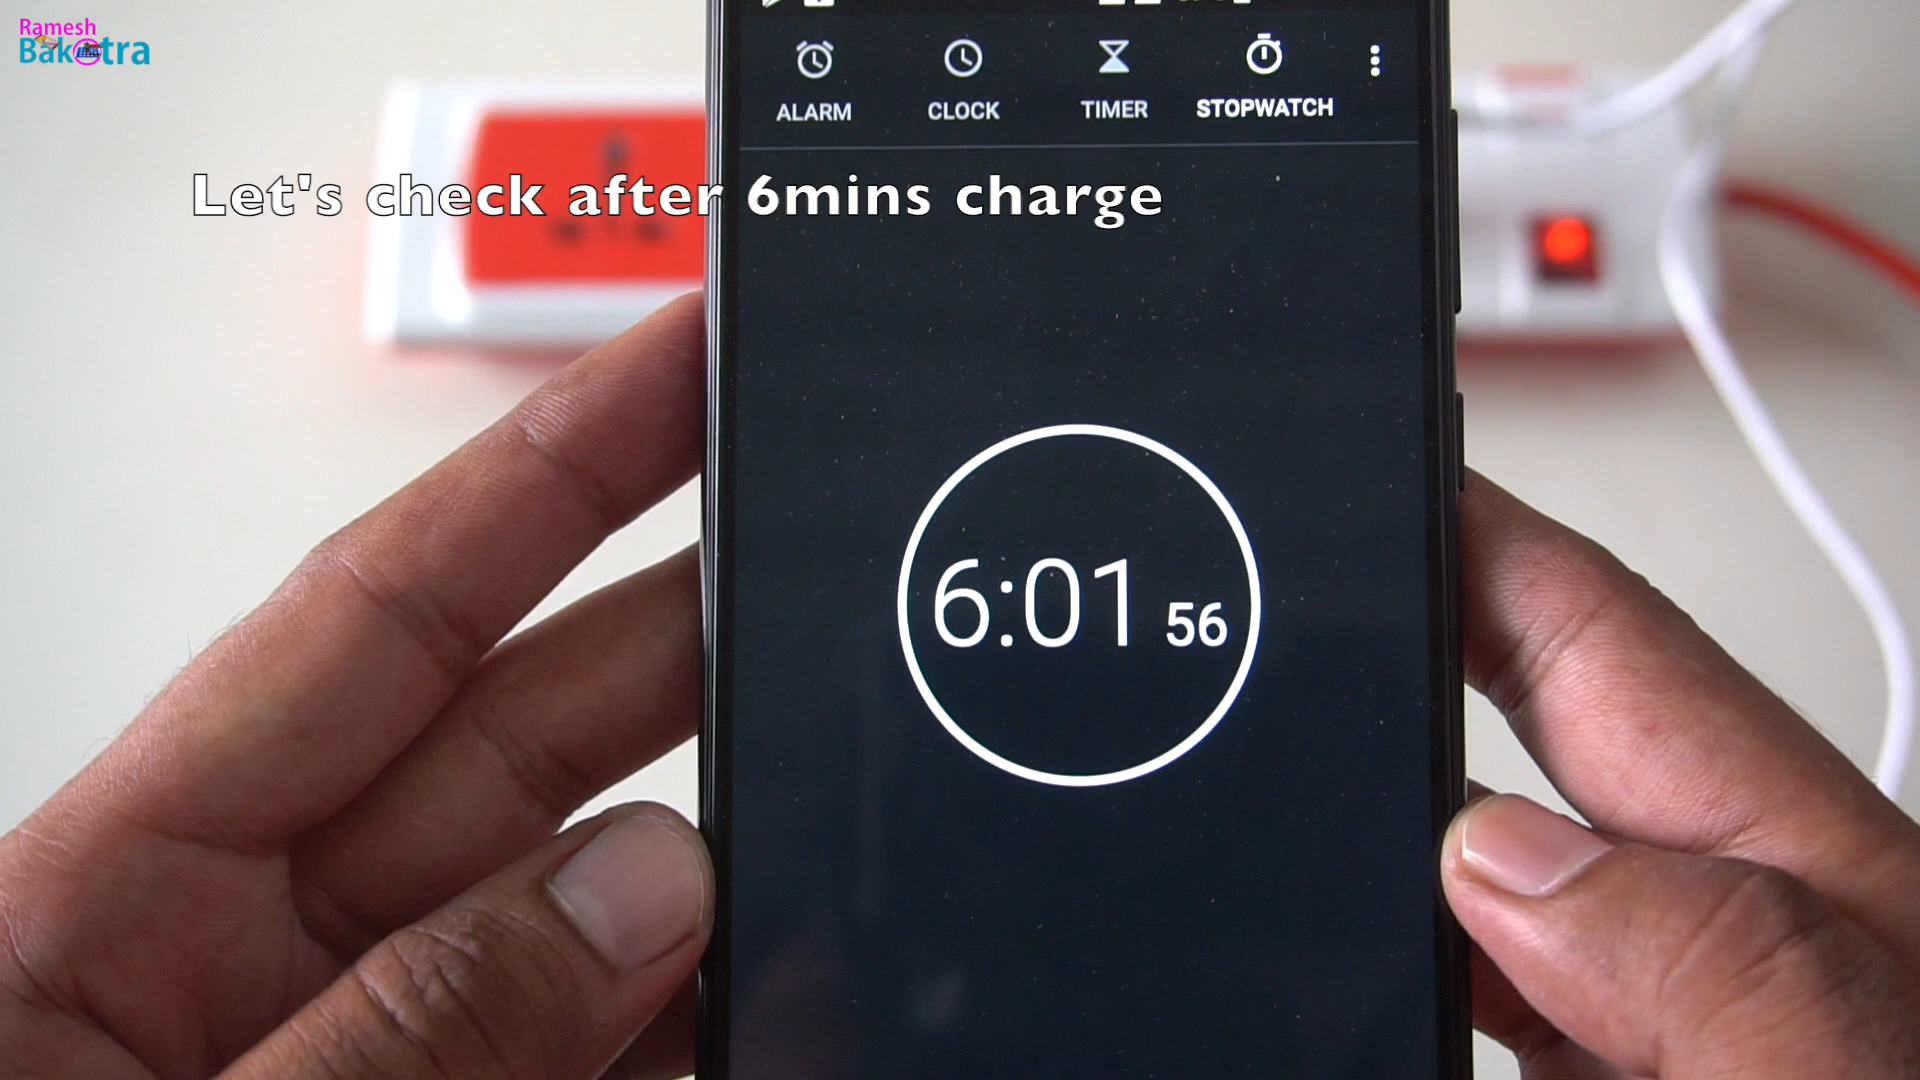 Ramesh
Bakotra
ALARM CLOCK TIMER STOPWATCH
Let's check after 6mins charge
6:01 56